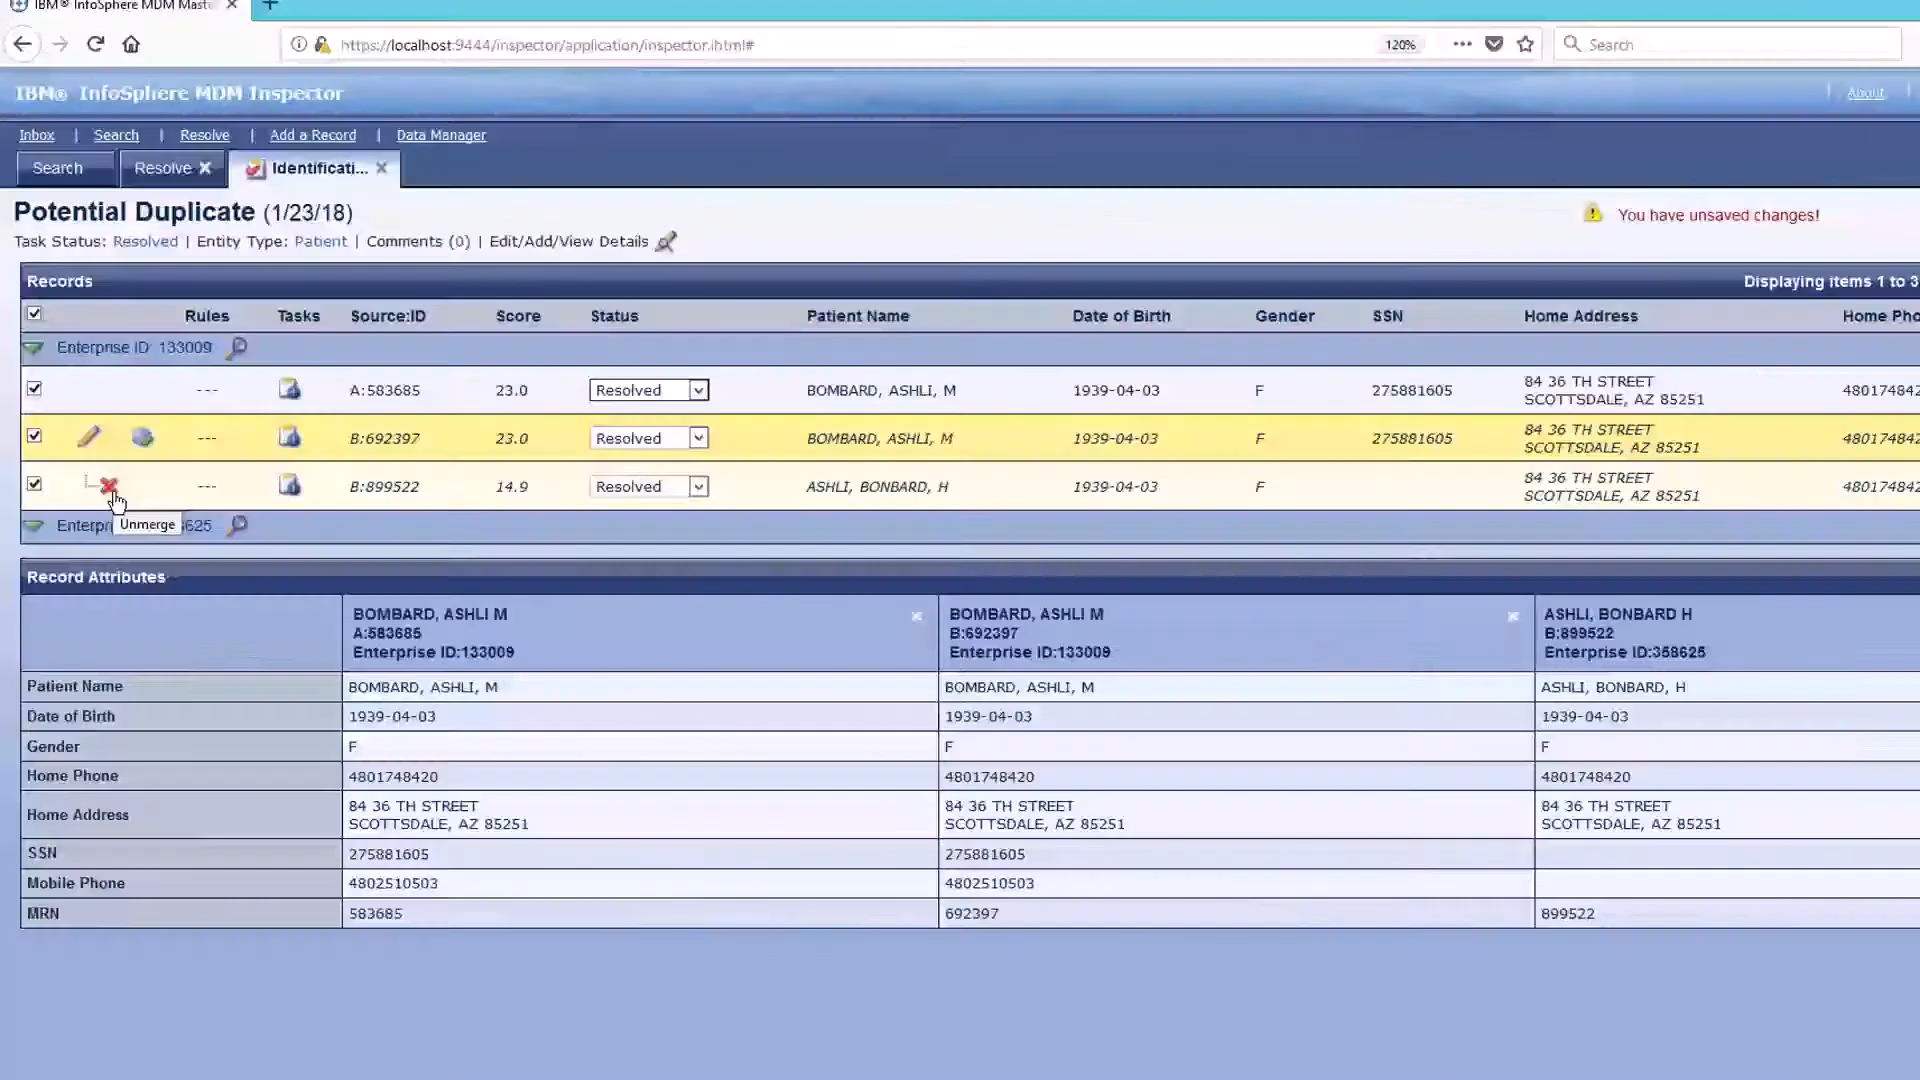 IBM® InfoSphere MDM Maste
https://localhost:9444/inspector/application/inspector.ihtml#
120%
Search
IBM® InfoSphere MDM Inspector
About
Inbox | Search | Resolve | Add a Record | Data Manager
Search
Resolve
Identificati...
Potential Duplicate (1/23/18)
You have unsaved changes!
Task Status: Resolved | Entity Type: Patient | Comments (0) | Edit/Add/View Details
Records
Displaying items 1 to 3
Rules Tasks Source:ID Score Status Patient Name Date of Birth Gender SSN Home Address Home Pho
Enterprise ID: 133009
--- A:583685 23.0 Resolved BOMBARD, ASHLI, M 1939-04-03 F 275881605 84 36 TH STREET 480174842
SCOTTSDALE, AZ 85251
--- B:692397 23.0 Resolved BOMBARD, ASHLI, M 1939-04-03 F 275881605 84 36 TH STREET 480174842
SCOTTSDALE, AZ 85251
--- B:899522 14.9 Resolved ASHLI, BONBARD, H 1939-04-03 F 84 36 TH STREET 480174842
SCOTTSDALE, AZ 85251
Enterpri 625
Unmerge
Record Attributes
BOMBARD, ASHLI M BOMBARD, ASHLI M ASHLI, BONBARD H
A:583685 B:692397 B:899522
Enterprise ID:133009 Enterprise ID:133009 Enterprise ID:358625
Patient Name BOMBARD, ASHLI, M BOMBARD, ASHLI, M ASHLI, BONBARD, H
Date of Birth 1939-04-03 1939-04-03 1939-04-03
Gender F F F
Home Phone 4801748420 4801748420 4801748420
Home Address 84 36 TH STREET 84 36 TH STREET 84 36 TH STREET
SCOTTSDALE, AZ 85251 SCOTTSDALE, AZ 85251 SCOTTSDALE, AZ 85251
SSN 275881605 275881605
Mobile Phone 4802510503 4802510503
MRN 583685 692397 899522